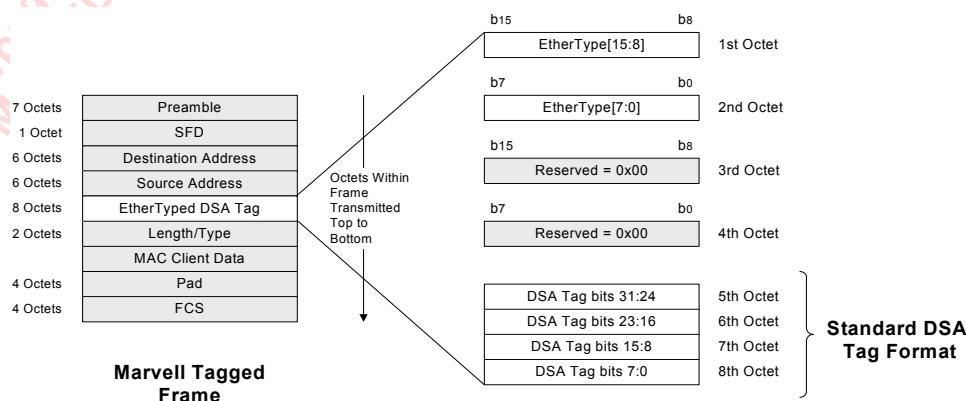 7 Octets Preamble
1 Octet SFD
6 Octets Destination Address
6 Octets Source Address
8 Octets EtherTyped DSA Tag
2 Octets Length/Type
MAC Client Data
4 Octets Pad
4 Octets FCS
Marvell Tagged
Frame
Octets Within
Frame
Transmitted
Top to
Bottom
b15 b8
EtherType[15:8] 1st Octet
b7 b0
EtherType[7:0] 2nd Octet
b15 b8
Reserved = 0x00 3rd Octet
b7 b0
Reserved = 0x00 4th Octet
DSA Tag bits 31:24 5th Octet
DSA Tag bits 23:16 6th Octet
DSA Tag bits 15:8 7th Octet
DSA Tag bits 7:0 8th Octet
Standard DSA
Tag Format